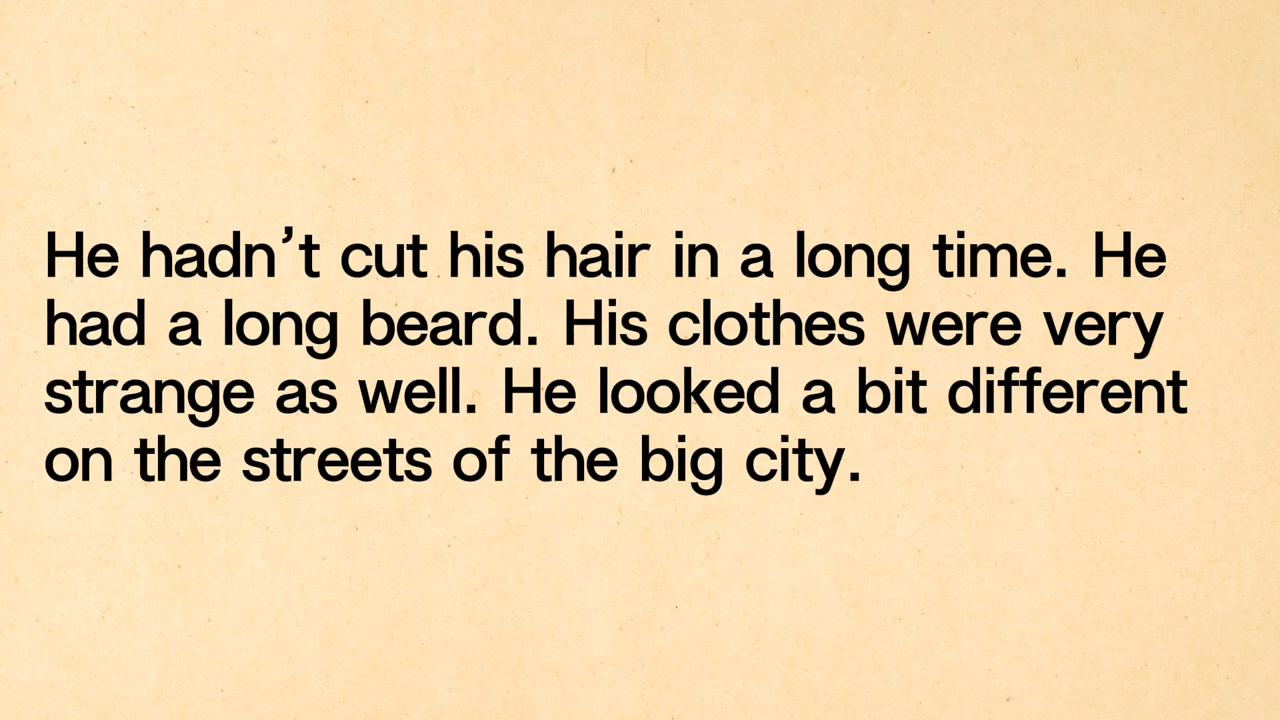 He hadn’t cut his hair in a long time. He
had a long beard. His clothes were very
strange as well. He looked a bit different
on the streets of the big city.